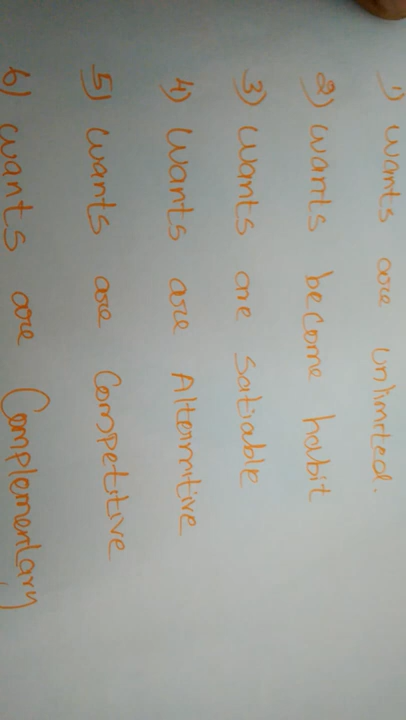 1) Wants are Unlimited.
2) Wants become habit
3) Wants are Satiable
4) Wants are Alternitive
5) Wants are Competitive
6) Wants are Complementary